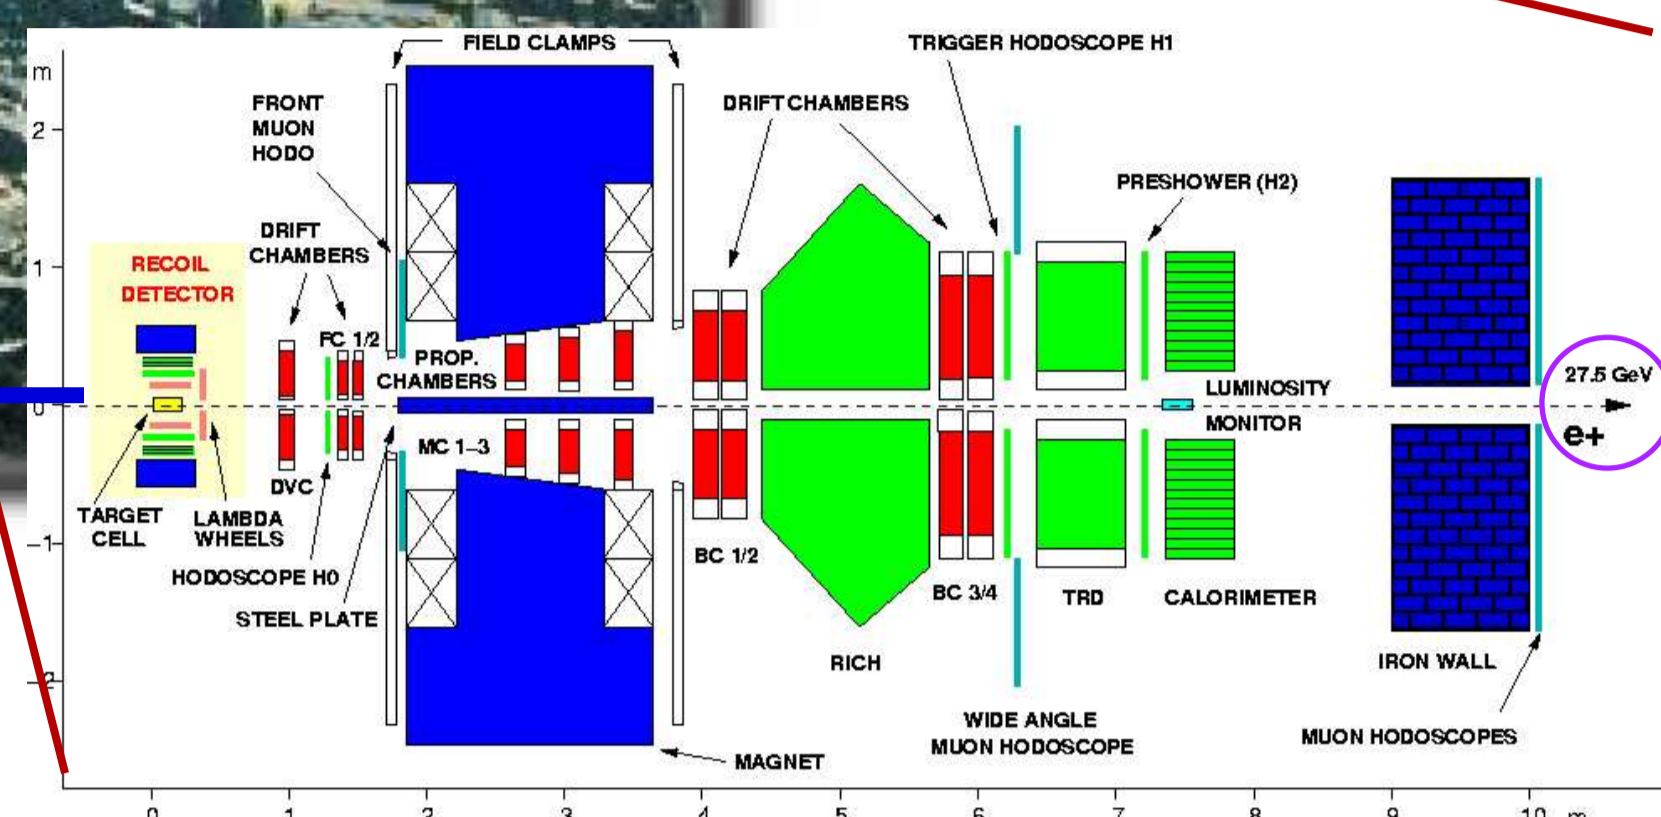 FIELD CLAMPS
TRIGGER HODOSCOPE H1
m
FRONT
MUON
HODO
DRIFT CHAMBERS
2
PRESHOWER (H2)
DRIFT
CHAMBERS
1
RECOIL
DETECTOR
FC 1/2
PROP.
CHAMBERS
27.5 GeV
LUMINOSITY
0
MONITOR
e+
MC 1-3
DVC
TARGET
CELL
LAMBDA
WHEELS
-1
BC 1/2
HODOSCOPE H0
BC 3/4
TRD
CALORIMETER
STEEL PLATE
RICH
IRON WALL
-2
WIDE ANGLE
MUON HODOSCOPE
MUON HODOSCOPES
MAGNET
0 1 2 3 4 5 6 7 8 9 10 m